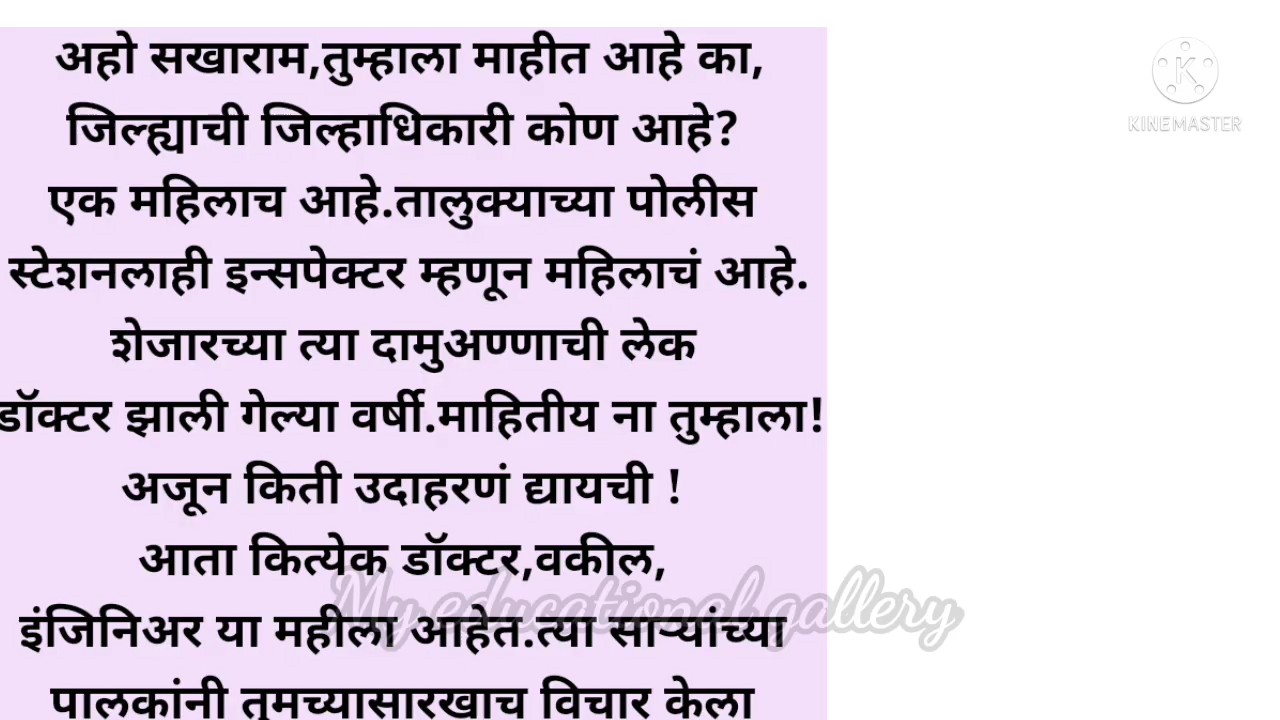 अहो सखाराम,तुम्हाला माहीत आहे का,
जिल्ह्याची जिल्हाधिकारी कोण आहे?
एक महिलाच आहे.तालुक्याच्या पोलीस
स्टेशनलाही इन्सपेक्टर म्हणून महिलाचं आहे.
शेजारच्या त्या दामुअण्णाची लेक
डॉक्टर झाली गेल्या वर्षी.माहितीय ना तुम्हाला!
अजून किती उदाहरणं द्यायची !
आता कित्येक डॉक्टर,वकील,
इंजिनिअर या महीला आहेत.त्या साऱ्यांच्या
पालकांनी तुमच्यासारखाच विचार केला
My educational gallery
K
KINEMASTER